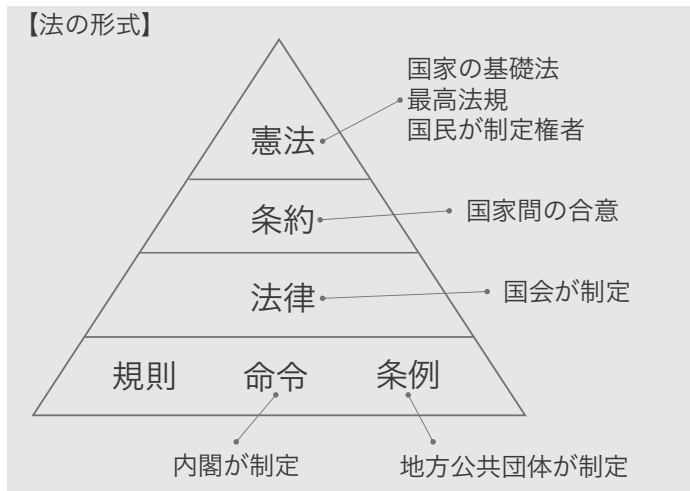 【法の形式】
国家の基礎法
最高法規
国民が制定権者
憲法
条約
国家間の合意
法律
国会が制定
規則 命令 条例
内閣が制定
地方公共団体が制定